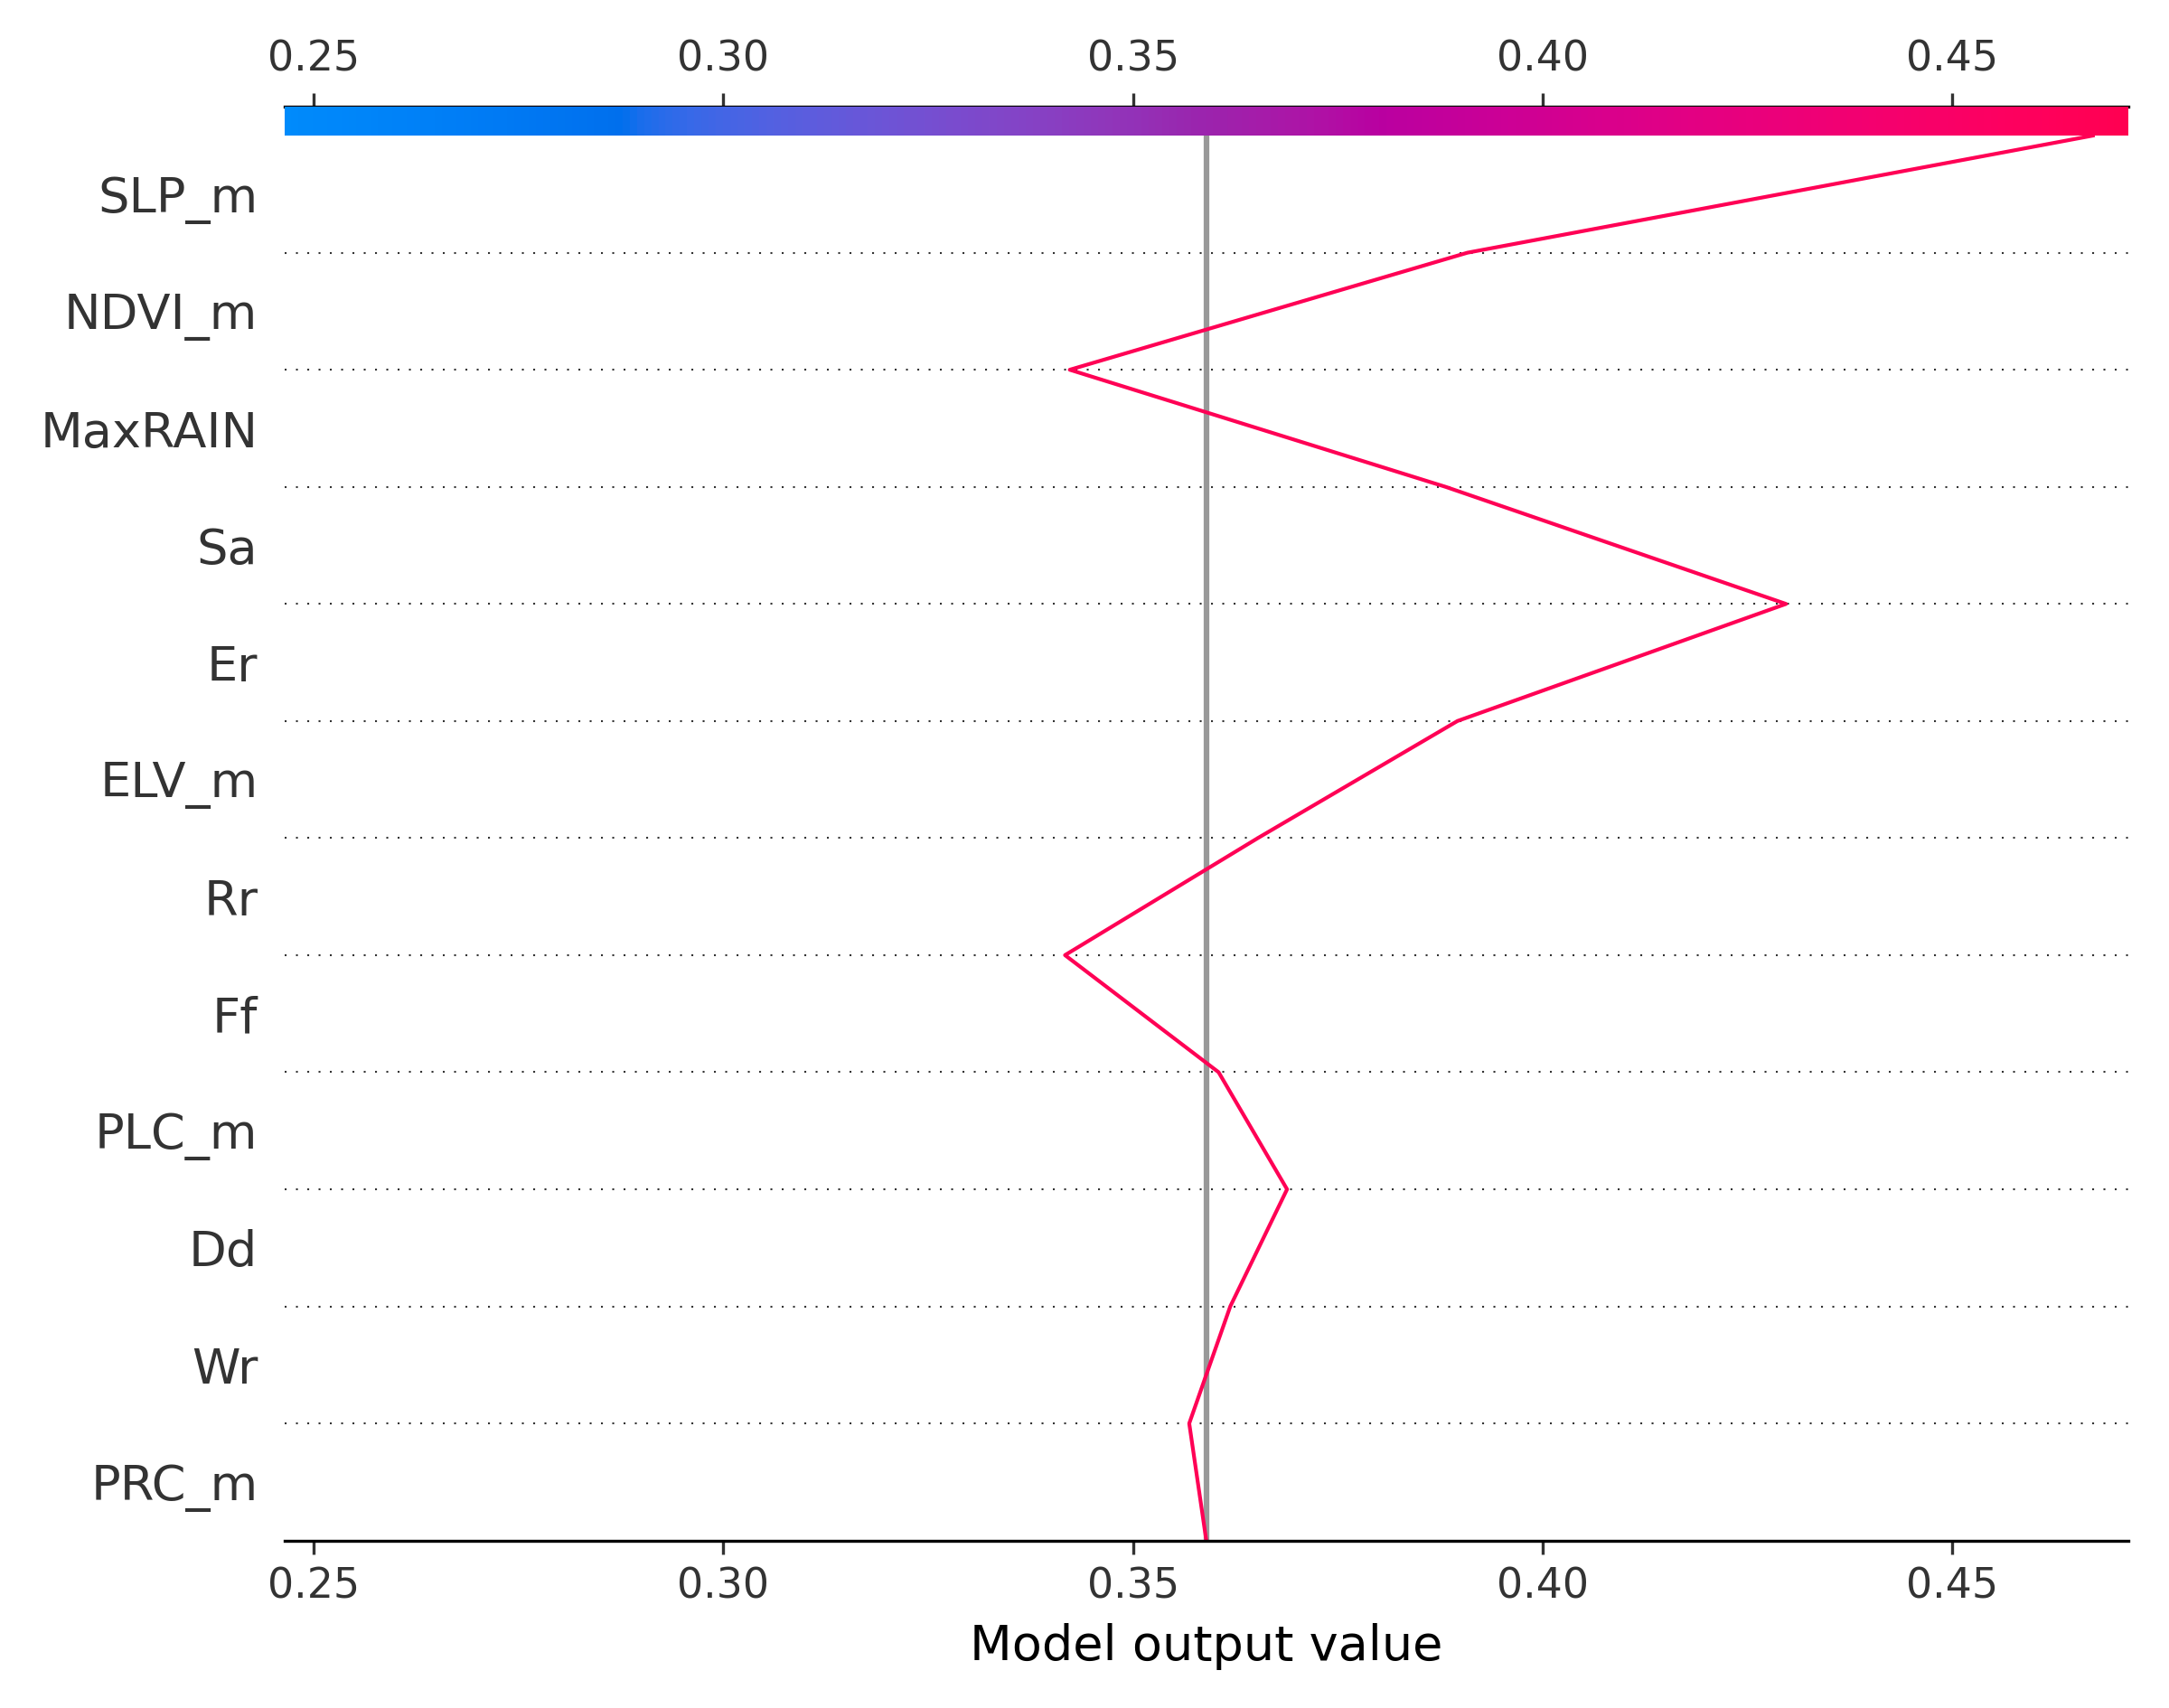 0.25 0.30 0.35 0.40 0.45
SLP_m
NDVI_m
MaxRAIN
Sa
Er
ELV_m
Rr
Ff
PLC_m
Dd
Wr
PRC_m
0.25 0.30 0.35 0.40 0.45
Model output value